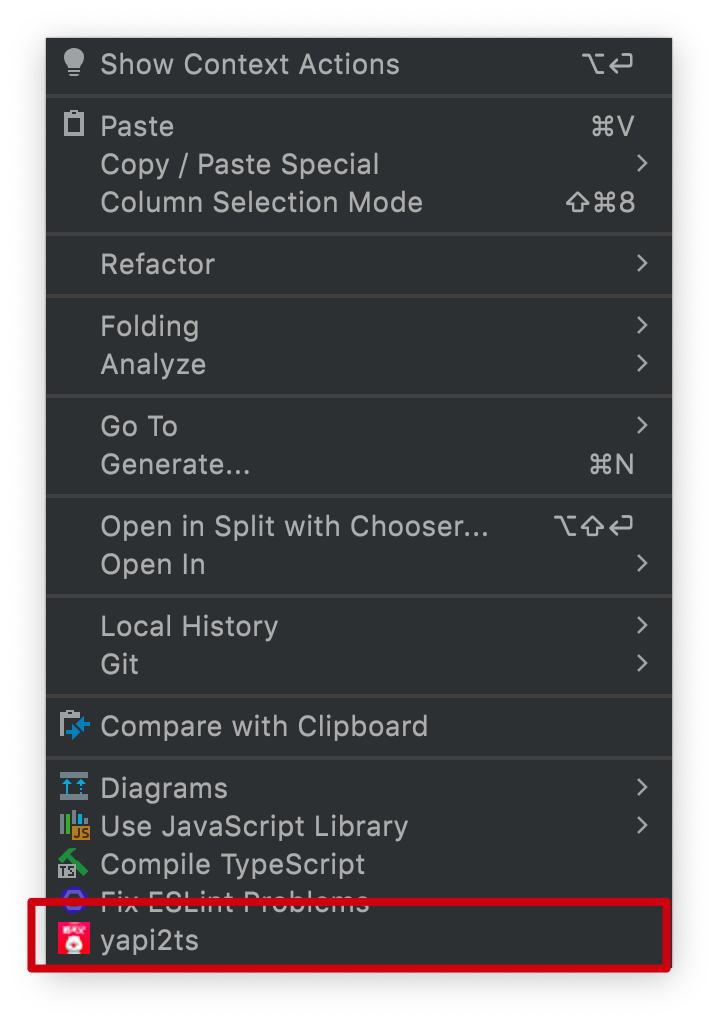 Show Context Actions ⌥⏎
Paste ⌘V
Copy / Paste Special
Column Selection Mode ⇧⌘8
Refactor
Folding
Analyze
Go To
Generate... ⌘N
Open in Split with Chooser... ⌥⇧⏎
Open In
Local History
Git
Compare with Clipboard
Diagrams
Use JavaScript Library
Compile TypeScript
Fix ESLint Problems
yapi2ts